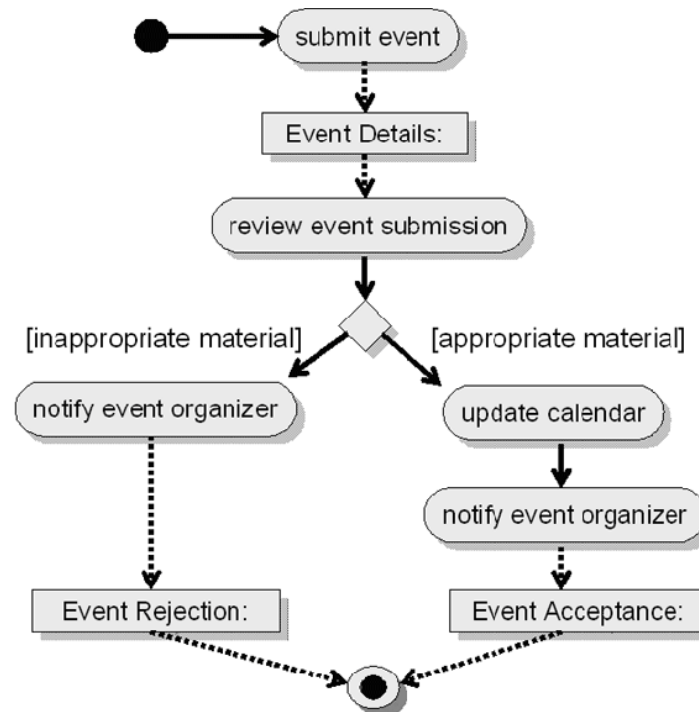 submit event
Event Details:
review event submission
[inappropriate material]
[appropriate material]
notify event organizer
update calendar
notify event organizer
Event Rejection:
Event Acceptance: